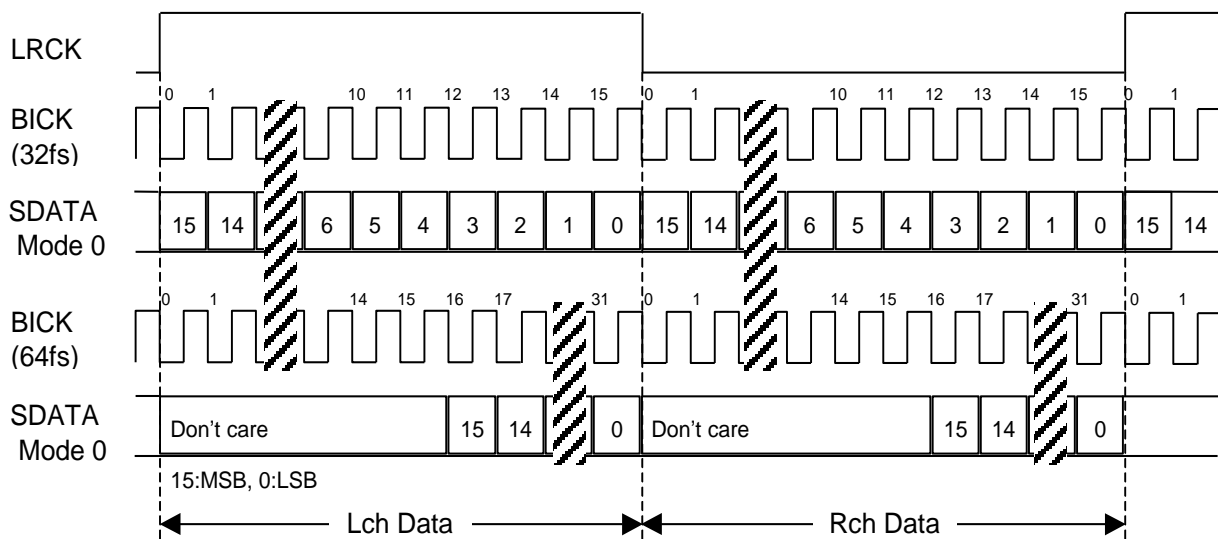 LRCK
0 1 10 11 12 13 14 15 0 1 10 11 12 13 14 15 0 1
BICK
(32fs)
SDATA
Mode 0
15 14 6 5 4 3 2 1 0 15 14 6 5 4 3 2 1 0 15 14
0 1 14 15 16 17 31 0 1 14 15 16 17 31 0 1
BICK
(64fs)
SDATA
Mode 0
Don't care 15 14 0 Don't care 15 14 0
15:MSB, 0:LSB
Lch Data Rch Data